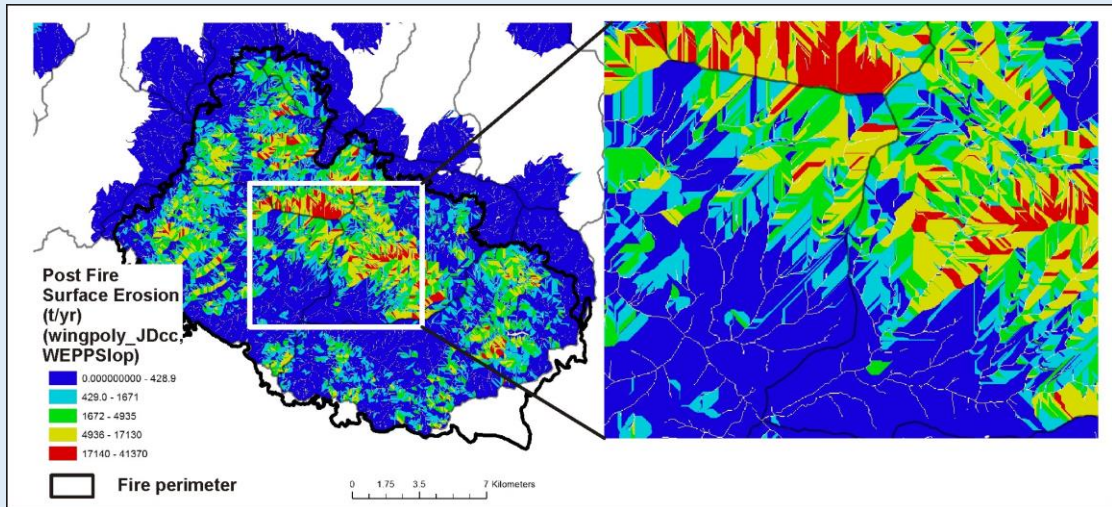 Post Fire
Surface Erosion
(t/yr)
(wingpoly_JDcc,
WEPPSlop)
0.000000000 - 428.9
429.0 - 1671
1672 - 4935
4936 - 17130
17140 - 41370
Fire perimeter
0 1.75 3.5 7 Kilometers